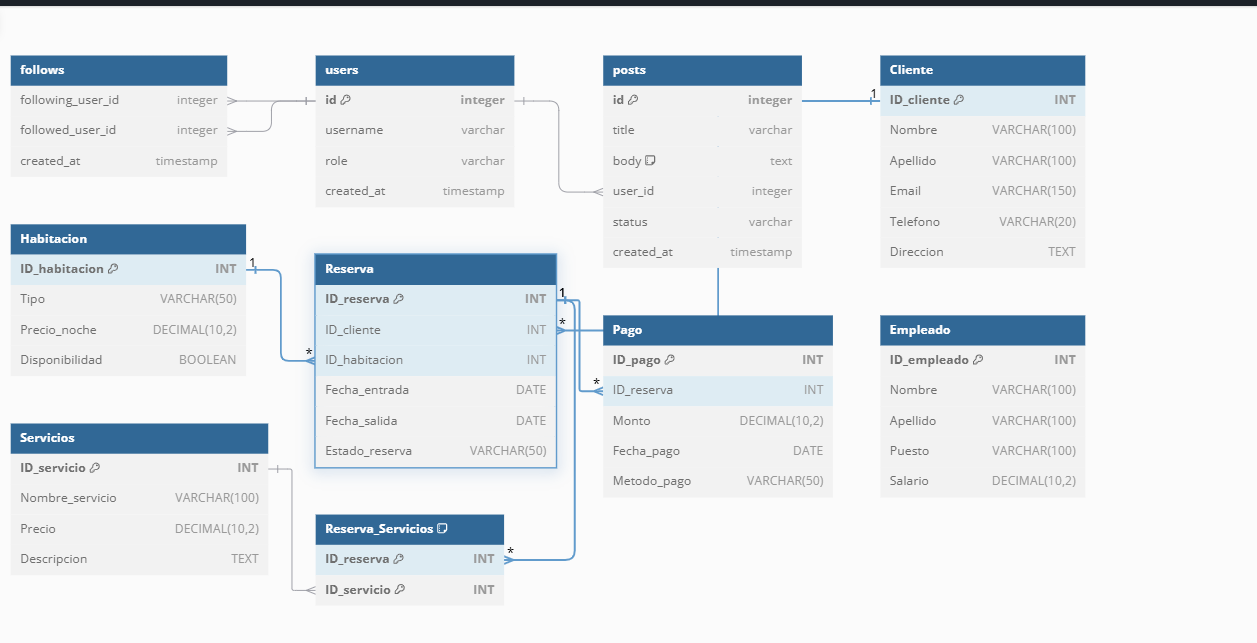 follows
following_user_id integer
followed_user_id integer
created_at timestamp
users
id integer
username varchar
role varchar
created_at timestamp
posts
id integer
title varchar
body text
user_id integer
status varchar
created_at timestamp
Cliente
1
ID_cliente INT
Nombre VARCHAR(100)
Apellido VARCHAR(100)
Email VARCHAR(150)
Telefono VARCHAR(20)
Direccion TEXT
Habitacion
ID_habitacion INT 1
Tipo VARCHAR(50)
Precio_noche DECIMAL(10,2)
Disponibilidad BOOLEAN
Reserva
ID_reserva INT 1
ID_cliente INT *
* ID_habitacion INT
Fecha_entrada DATE
Fecha_salida DATE
Estado_reserva VARCHAR(50)
Pago
ID_pago INT
* ID_reserva INT
Monto DECIMAL(10,2)
Fecha_pago DATE
Metodo_pago VARCHAR(50)
Empleado
ID_empleado INT
Nombre VARCHAR(100)
Apellido VARCHAR(100)
Puesto VARCHAR(100)
Salario DECIMAL(10,2)
Servicios
ID_servicio INT
Nombre_servicio VARCHAR(100)
Precio DECIMAL(10,2)
Descripcion TEXT
Reserva_Servicios
ID_reserva INT *
ID_servicio INT